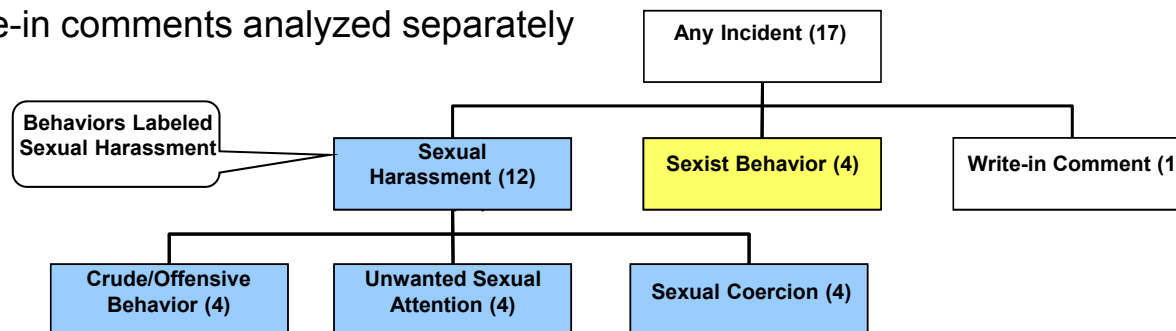 e-in comments analyzed separately
Any Incident (17)
Behaviors Labeled
Sexual Harassment
Sexual
Harassment (12)
Sexist Behavior (4)
Write-in Comment (1
Crude/Offensive
Behavior (4)
Unwanted Sexual
Attention (4)
Sexual Coercion (4)